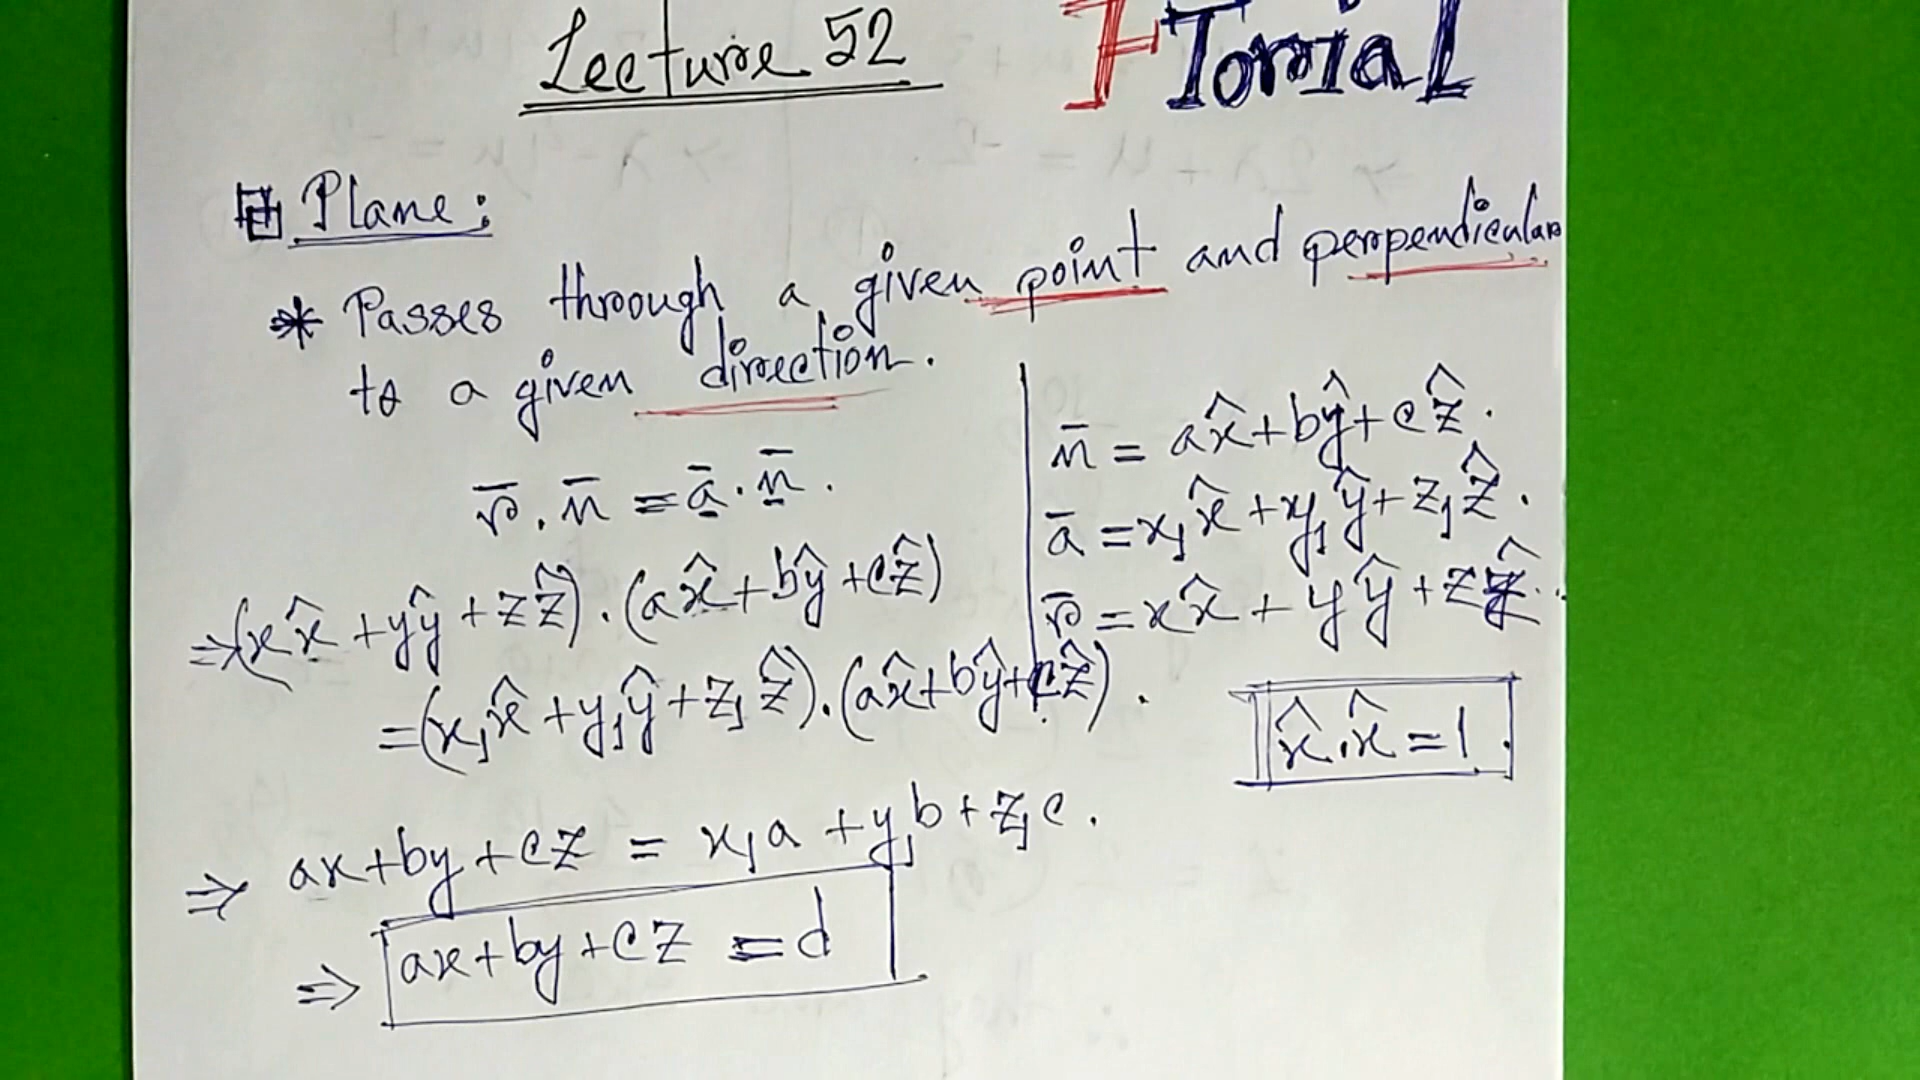 Lecture 52
FTorial
Plane:
* Passes through a given point and perpendicular
to a given direction.
r̄ . n̄ = ā . n̄ .
⇒ (xx̂ + yŷ + zẑ) . (ax̂ + bŷ + cẑ)
= (x₁x̂ + y₁ŷ + z₁ẑ) . (ax̂ + bŷ + cẑ) .
⇒ ax + by + cz = x₁a + y₁b + z₁c .
⇒ ax + by + cz = d
n̄ = ax̂ + bŷ + cẑ .
ā = x₁x̂ + y₁ŷ + z₁ẑ .
r̄ = xx̂ + yŷ + zẑ .
x̂ . x̂ = 1 .